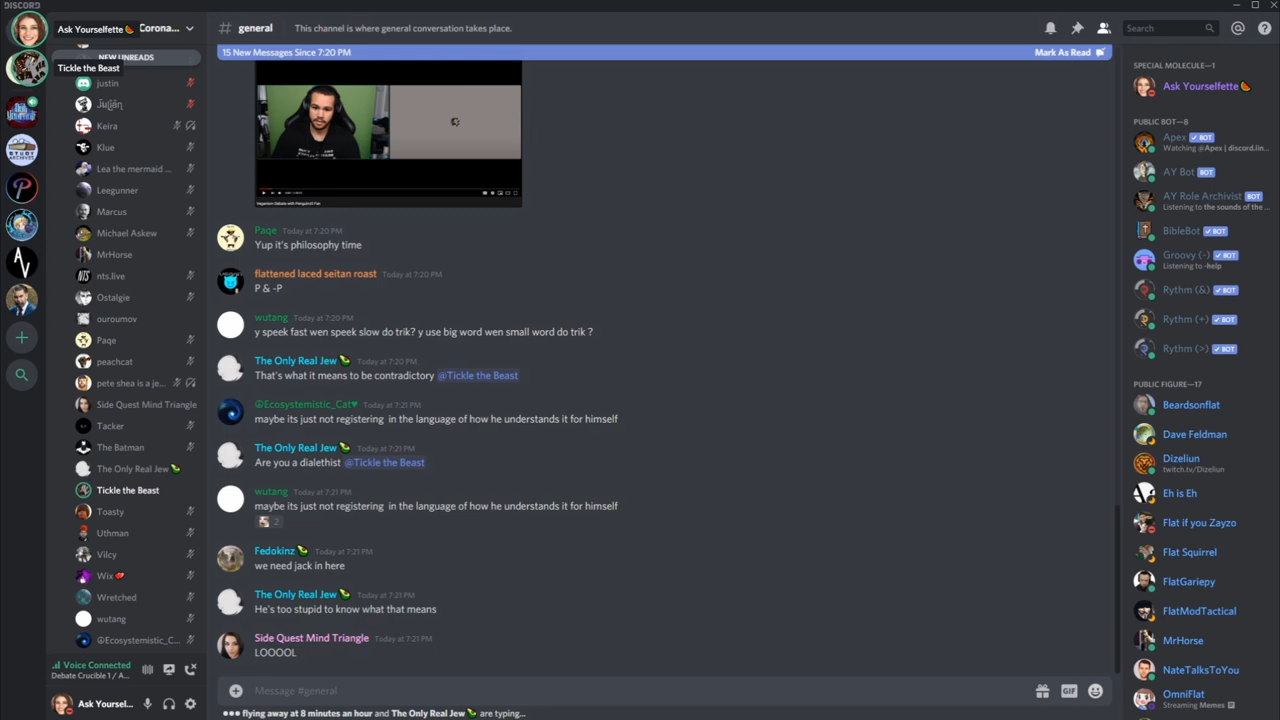 DISCORD
Ask Yourselfette🍉 Corona...
NEW UNREADS
Tickle the Beast
justin
Keira
Klue
Lea the mermaid ...
Leegunner
Marcus
Michael Askew
MrHorse
nts.live
Ostalgie
ouroumov
Paqe
peachcat
pete shea is a je...
Side Quest Mind Triangle
Tacker
The Batman
The Only Real Jew
Tickle the Beast
Toasty
Uthman
Vilcy
Wix
Wretched
wutang
☮Ecosystemistic_C...
Voice Connected
Debate Crucible 1 / A...
Ask Yoursel...
# general This channel is where general conversation takes place.
Search
15 New Messages Since 7:20 PM Mark As Read
Veganism Debate with Penguin0 Fan
Paqe Today at 7:20 PM
Yup it's philosophy time
flattened laced seitan roast Today at 7:20 PM
P & -P
wutang Today at 7:20 PM
y speek fast wen speek slow do trik? y use big word wen small word do trik ?
The Only Real Jew Today at 7:20 PM
That's what it means to be contradictory @Tickle the Beast
☮Ecosystemistic_Cat♥ Today at 7:21 PM
maybe its just not registering in the language of how he understands it for himself
The Only Real Jew Today at 7:21 PM
Are you a dialethist @Tickle the Beast
wutang Today at 7:21 PM
maybe its just not registering in the language of how he understands it for himself
2
Fedokinz Today at 7:21 PM
we need jack in here
The Only Real Jew Today at 7:21 PM
He's too stupid to know what that means
Side Quest Mind Triangle Today at 7:21 PM
LOOOOL
Message #general
GIF
flying away at 8 minutes an hour and The Only Real Jew are typing...
SPECIAL MOLECULE—1
Ask Yourselfette🍉
PUBLIC BOT—8
Apex ✓ BOT
Watching @Apex | discord.lin...
AY Bot ✓ BOT
AY Role Archivist BOT
Listening to the sounds of the ...
BibleBot ✓ BOT
Groovy (-) ✓ BOT
Listening to -help
Rythm (&) ✓ BOT
Rythm (+) ✓ BOT
Rythm (>) ✓ BOT
PUBLIC FIGURE—17
Beardsonflat
Dave Feldman
Dizeliun
twitch.tv/Dizeliun
Eh is Eh
Flat if you Zayzo
Flat Squirrel
FlatGariepy
FlatModTactical
MrHorse
NateTalksToYou
OmniFlat
Streaming Memes